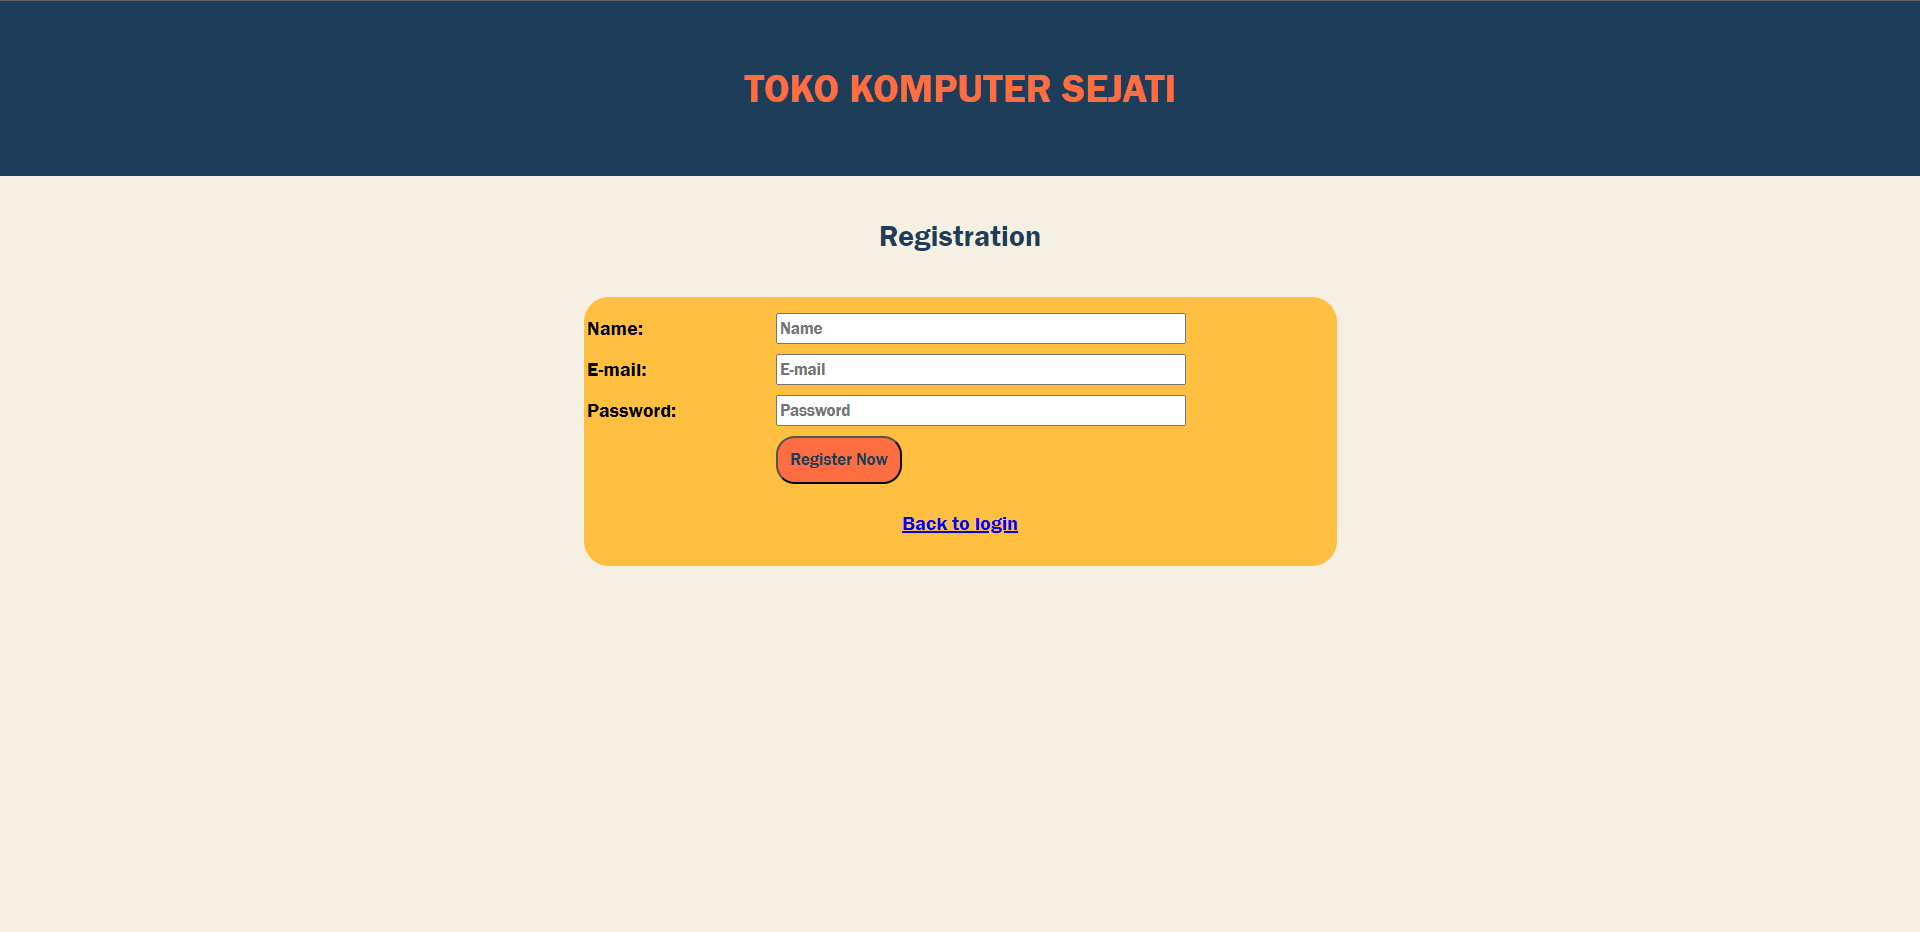 TOKO KOMPUTER SEJATI
Registration
Name: Name
E-mail: E-mail
Password: Password
Register Now
Back to login